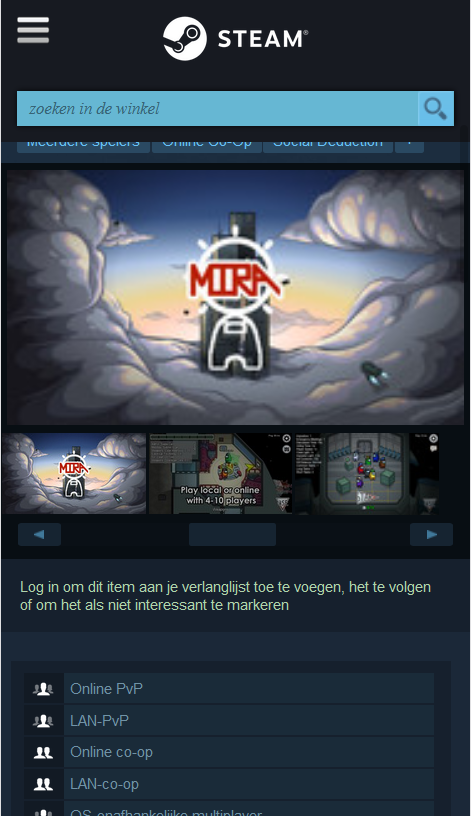 STEAM®
zoeken in de winkel
Meerdere spelers Online Co-Op Social Deduction +
MIRA
MIRA
Play local or online
with 4-10 players
Log in om dit item aan je verlanglijst toe te voegen, het te volgen
of om het als niet interessant te markeren
Online PvP
LAN-PvP
Online co-op
LAN-co-op
OS-onafhankelijke multiplayer